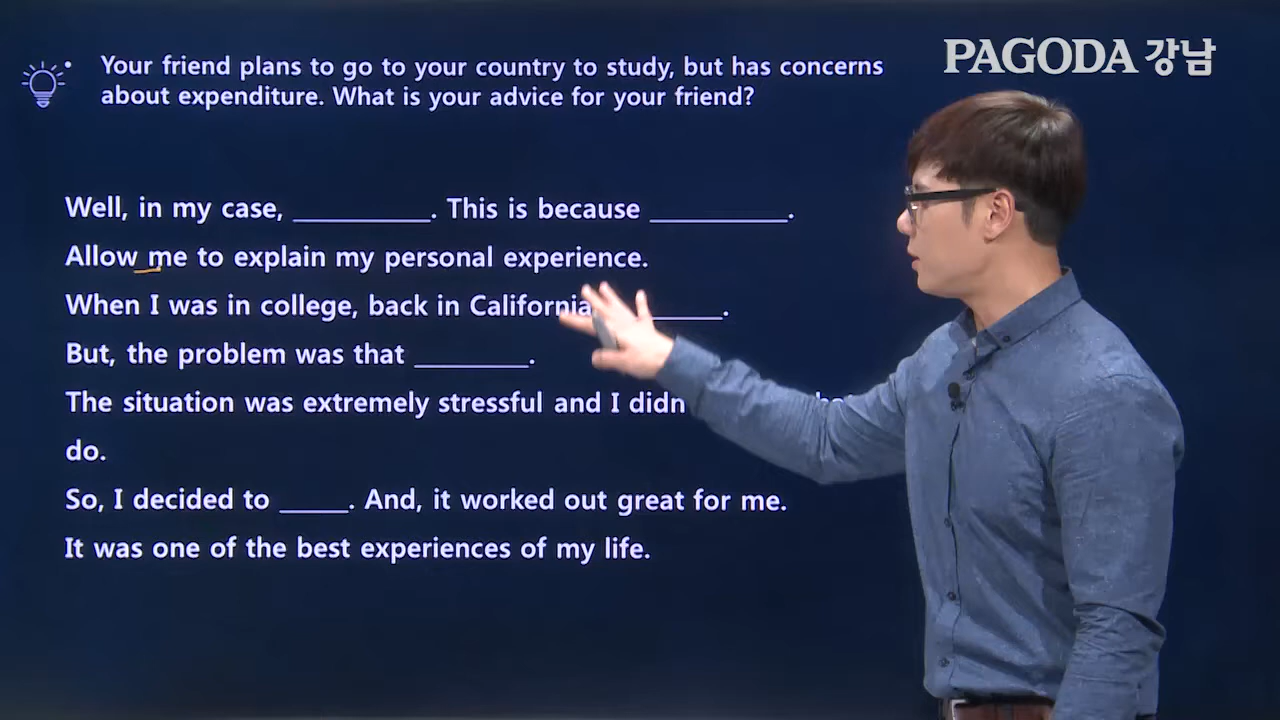 PAGODA 강남
Your friend plans to go to your country to study, but has concerns
about expenditure. What is your advice for your friend?
Well, in my case, __________. This is because __________.
Allow me to explain my personal experience.
When I was in college, back in California ______.
But, the problem was that ________.
The situation was extremely stressful and I didn
do.
So, I decided to _____. And, it worked out great for me.
It was one of the best experiences of my life.